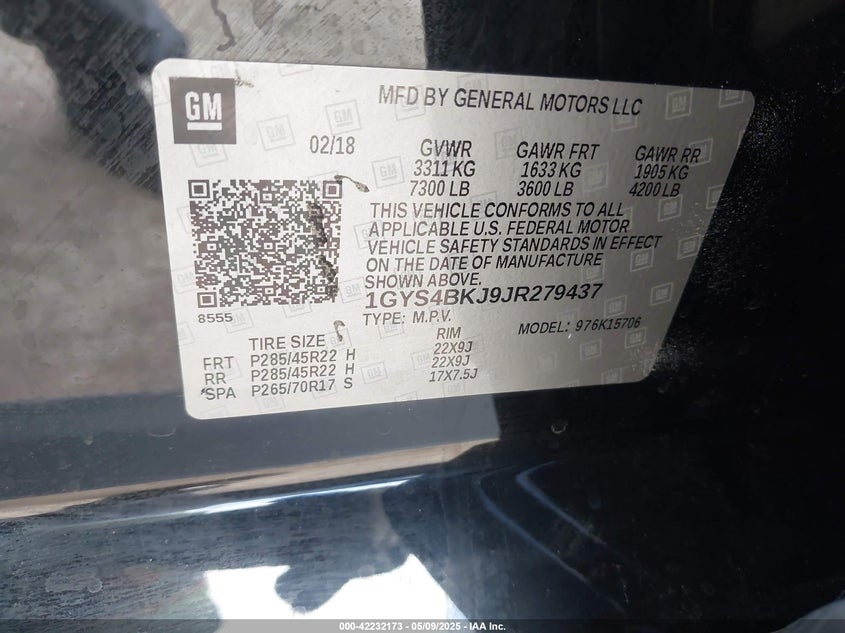 GM
MFD BY GENERAL MOTORS LLC
02/18
GVWR
3311 KG
7300 LB
GAWR FRT
1633 KG
3600 LB
GAWR RR
1905 KG
4200 LB
THIS VEHICLE CONFORMS TO ALL
APPLICABLE U.S. FEDERAL MOTOR
VEHICLE SAFETY STANDARDS IN EFFECT
ON THE DATE OF MANUFACTURE
SHOWN ABOVE.
8555
1GYS4BKJ9JR279437
TYPE: M.P.V.
MODEL: 976K15706
TIRE SIZE RIM
FRT P285/45R22 H 22X9J
RR P285/45R22 H 22X9J
SPA P265/70R17 S 17X7.5J
000-42232173 — 05/09/2025 — IAA Inc.